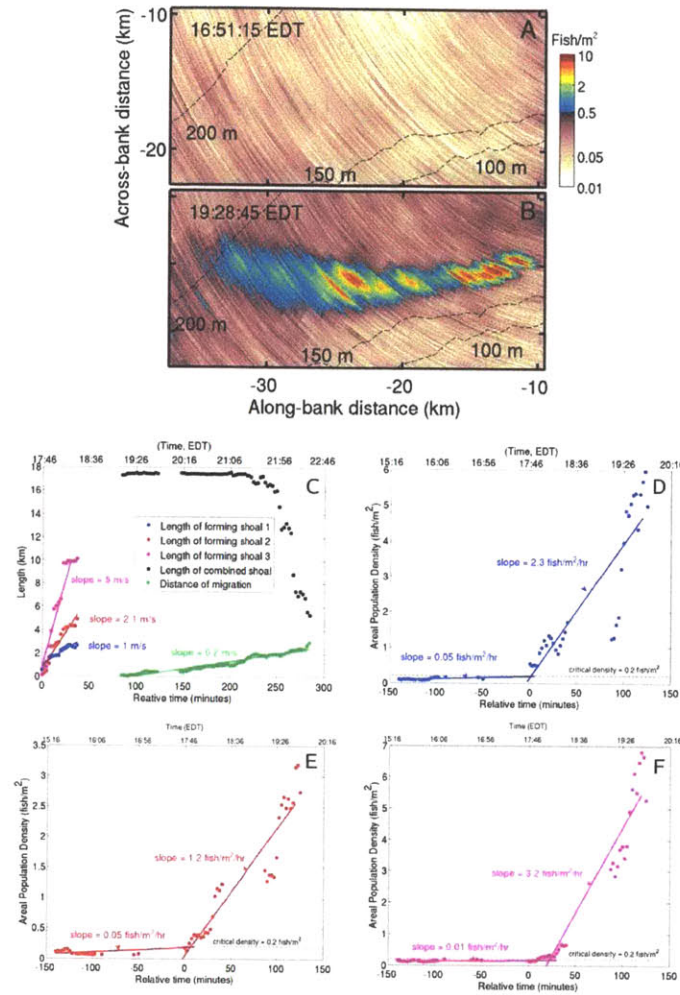 A
16:51:15 EDT
Fish/m²
-10
10
2
0.5
0.05
0.01
-20
200 m
150 m
100 m
Across-bank distance (km)
B
19:28:45 EDT
200 m
150 m
100 m
-30 -20 -10
Along-bank distance (km)
(Time, EDT)
17:46 18:36 19:26 20:16 21:06 21:56 22:46
C
18
16
14
12
10
8
6
4
2
0
Length (km)
Length of forming shoal 1
Length of forming shoal 2
Length of forming shoal 3
Length of combined shoal
Distance of migration
slope = 5 m/s
slope = 2.1 m/s
slope = 1 m/s
slope = 0.2 m/s
0 50 100 150 200 250 300
Relative time (minutes)
(Time, EDT)
15:16 16:06 16:56 17:46 18:36 19:26 20:16
D
6
5
4
3
2
1
0
Areal Population Density (fish/m²)
slope = 2.3 fish/m²/hr
slope = 0.05 fish/m²/hr
critical density = 0.2 fish/m²
-150 -100 -50 0 50 100 150
Relative time (minutes)
Time (EDT)
15:16 16:06 16:56 17:46 18:36 19:26 20:16
E
3.5
3
2.5
2
1.5
1
0.5
0
Areal Population Density (fish/m²)
slope = 1.2 fish/m²/hr
slope = 0.05 fish/m²/hr
critical density = 0.2 fish/m²
-150 -100 -50 0 50 100 150
Relative time (minutes)
Time (EDT)
15:16 16:06 16:56 17:46 18:36 19:26 20:16
F
7
6
5
4
3
2
1
0
Areal Population Density (fish/m²)
slope = 3.2 fish/m²/hr
slope = 0.01 fish/m²/hr
critical density = 0.2 fish/m²
-150 -100 -50 0 50 100 150
Relative time (minutes)